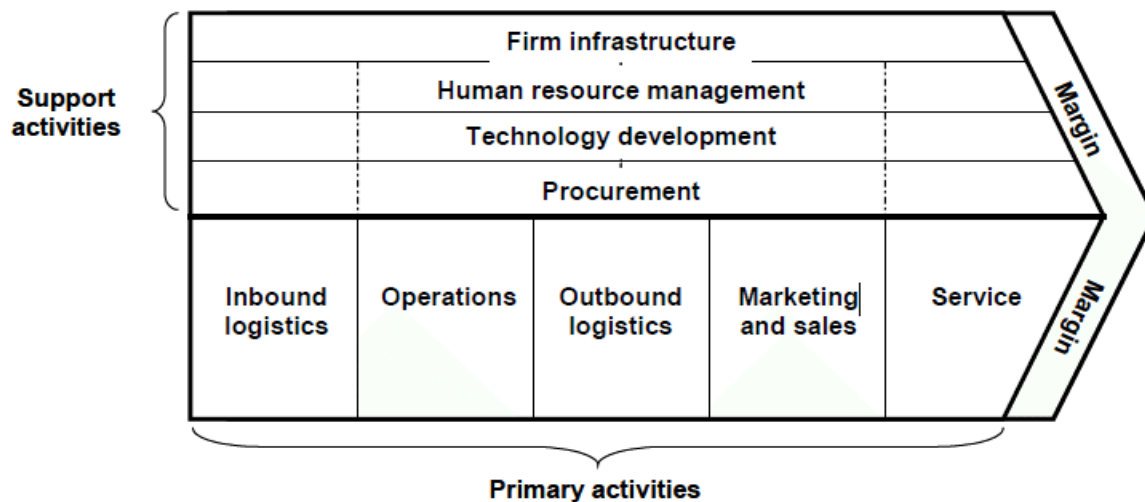 Firm infrastructure
Human resource management
Technology development
Procurement
Support
activities
Margin
Inbound
logistics
Operations
Outbound
logistics
Marketing
and sales
Service
Margin
Primary activities